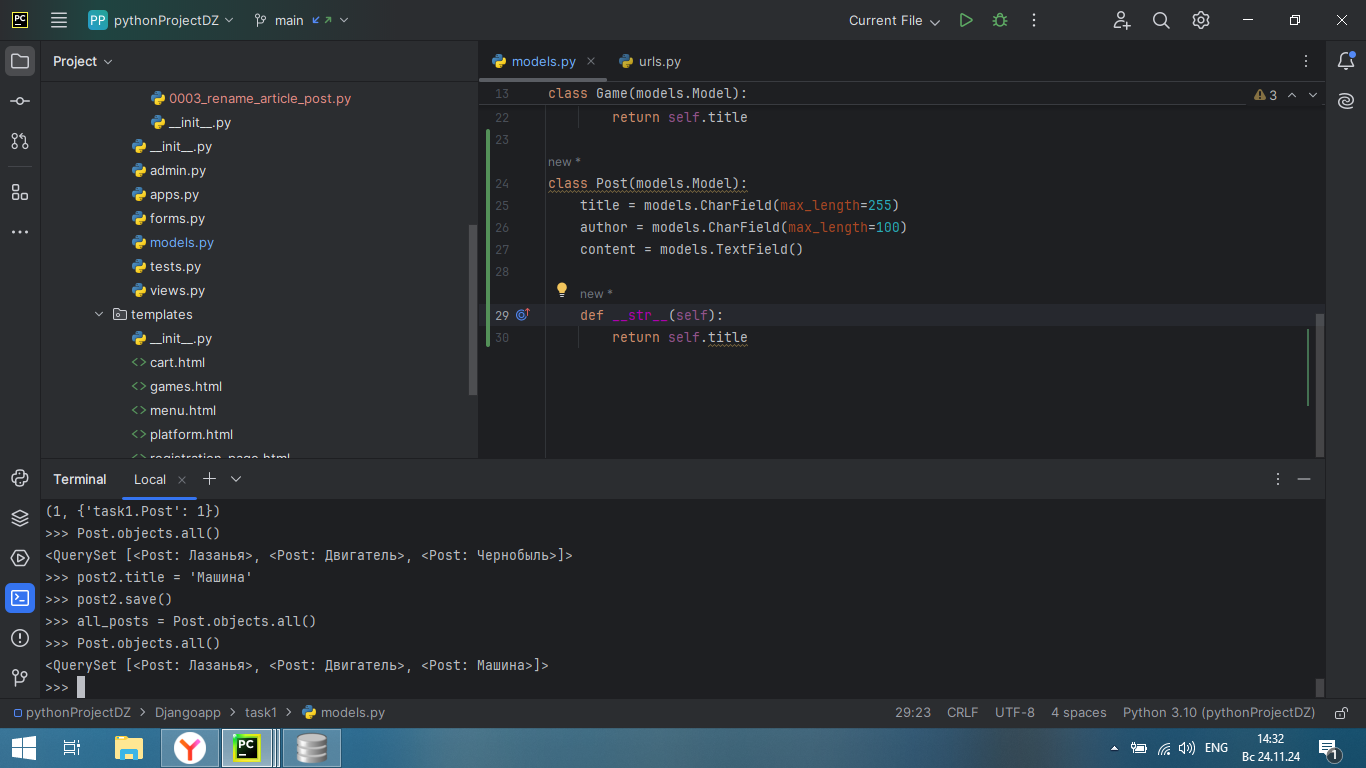 PC
PP pythonProjectDZ
main
Current File
Project
models.py
urls.py
0003_rename_article_post.py
__init__.py
__init__.py
admin.py
apps.py
forms.py
models.py
tests.py
views.py
templates
__init__.py
cart.html
games.html
menu.html
platform.html
registration_page.html
13 class Game(models.Model):
3
22 return self.title
23
new *
24 class Post(models.Model):
25 title = models.CharField(max_length=255)
26 author = models.CharField(max_length=100)
27 content = models.TextField()
28
new *
29 def __str__(self):
30 return self.title
Terminal
Local
(1, {'task1.Post': 1})
>>> Post.objects.all()
<QuerySet [<Post: Лазанья>, <Post: Двигатель>, <Post: Чернобыль>]>
>>> post2.title = 'Машина'
>>> post2.save()
>>> all_posts = Post.objects.all()
>>> Post.objects.all()
<QuerySet [<Post: Лазанья>, <Post: Двигатель>, <Post: Машина>]>
>>>
pythonProjectDZ
Djangoapp
task1
models.py
29:23
CRLF
UTF-8
4 spaces
Python 3.10 (pythonProjectDZ)
Y
PC
ENG
14:32
Вс 24.11.24
1